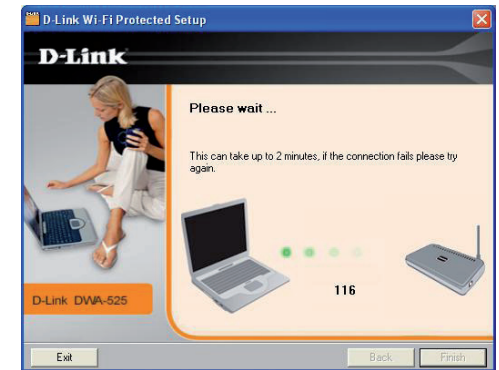 D-Link Wi-Fi Protected Setup
D-Link
Please wait ...
This can take up to 2 minutes, if the connection fails please try
again.
116
D-Link DWA-525
Exit
Back
Finish